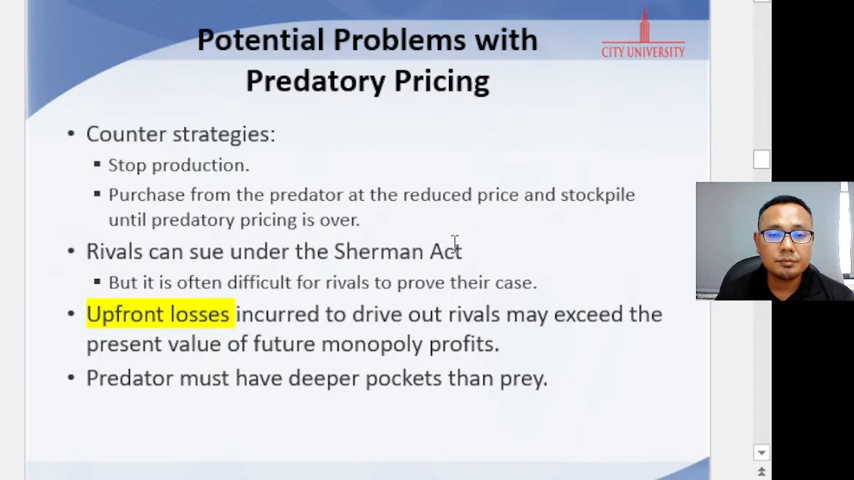 Potential Problems with
Predatory Pricing
CITY UNIVERSITY
• Counter strategies:
▪ Stop production.
▪ Purchase from the predator at the reduced price and stockpile
until predatory pricing is over.
• Rivals can sue under the Sherman Act
▪ But it is often difficult for rivals to prove their case.
• Upfront losses incurred to drive out rivals may exceed the
present value of future monopoly profits.
• Predator must have deeper pockets than prey.